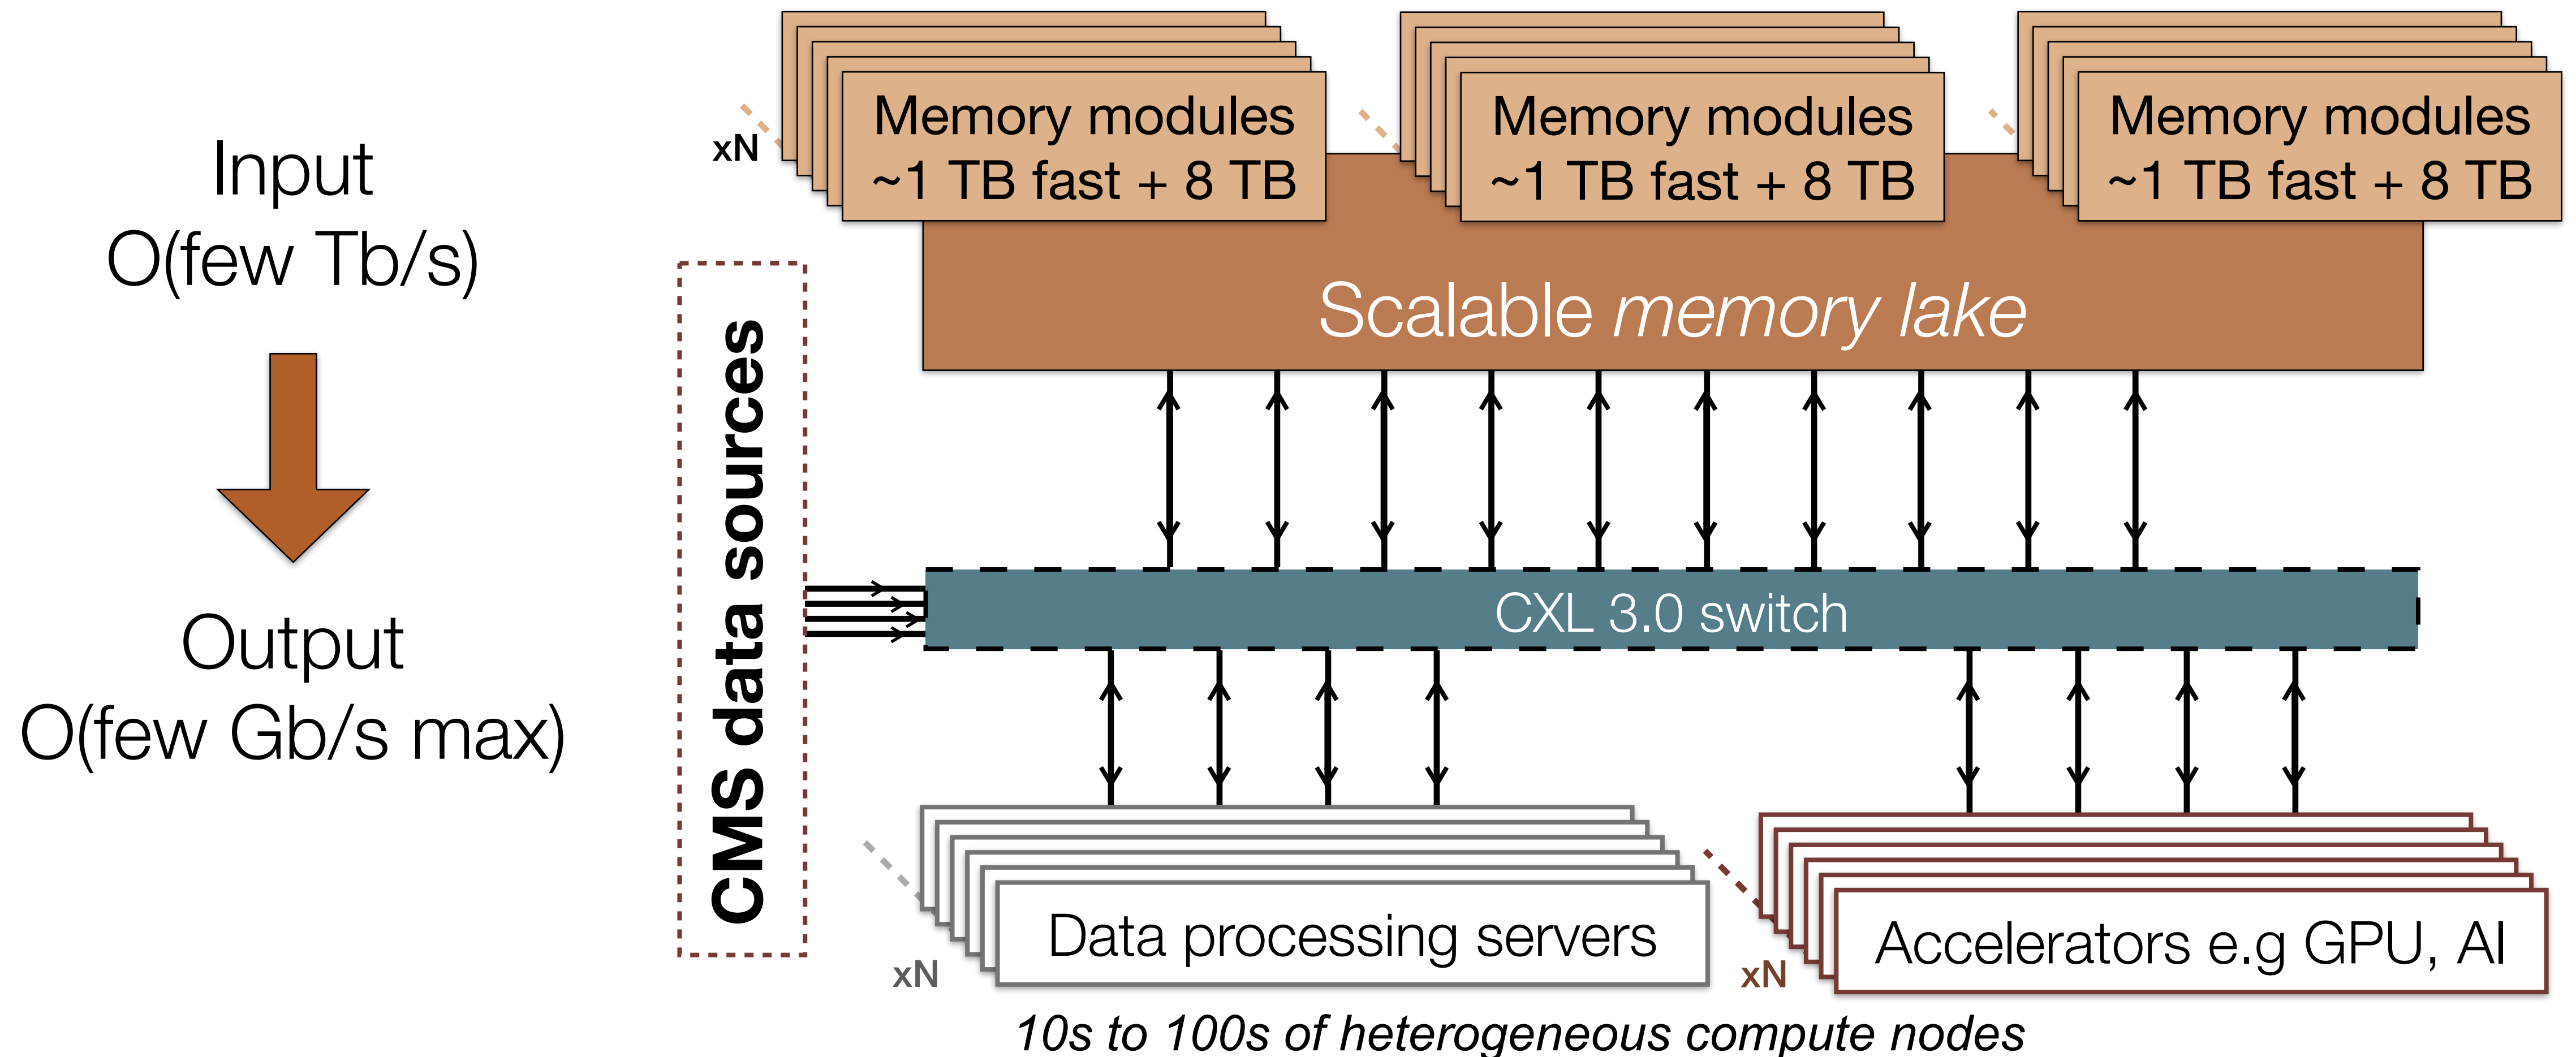 Input
O(few Tb/s)
Output
O(few Gb/s max)
xN
Memory modules
~1 TB fast + 8 TB
Memory modules
~1 TB fast + 8 TB
Memory modules
~1 TB fast + 8 TB
Scalable memory lake
CMS data sources
CXL 3.0 switch
Data processing servers
xN
Accelerators e.g GPU, AI
xN
10s to 100s of heterogeneous compute nodes